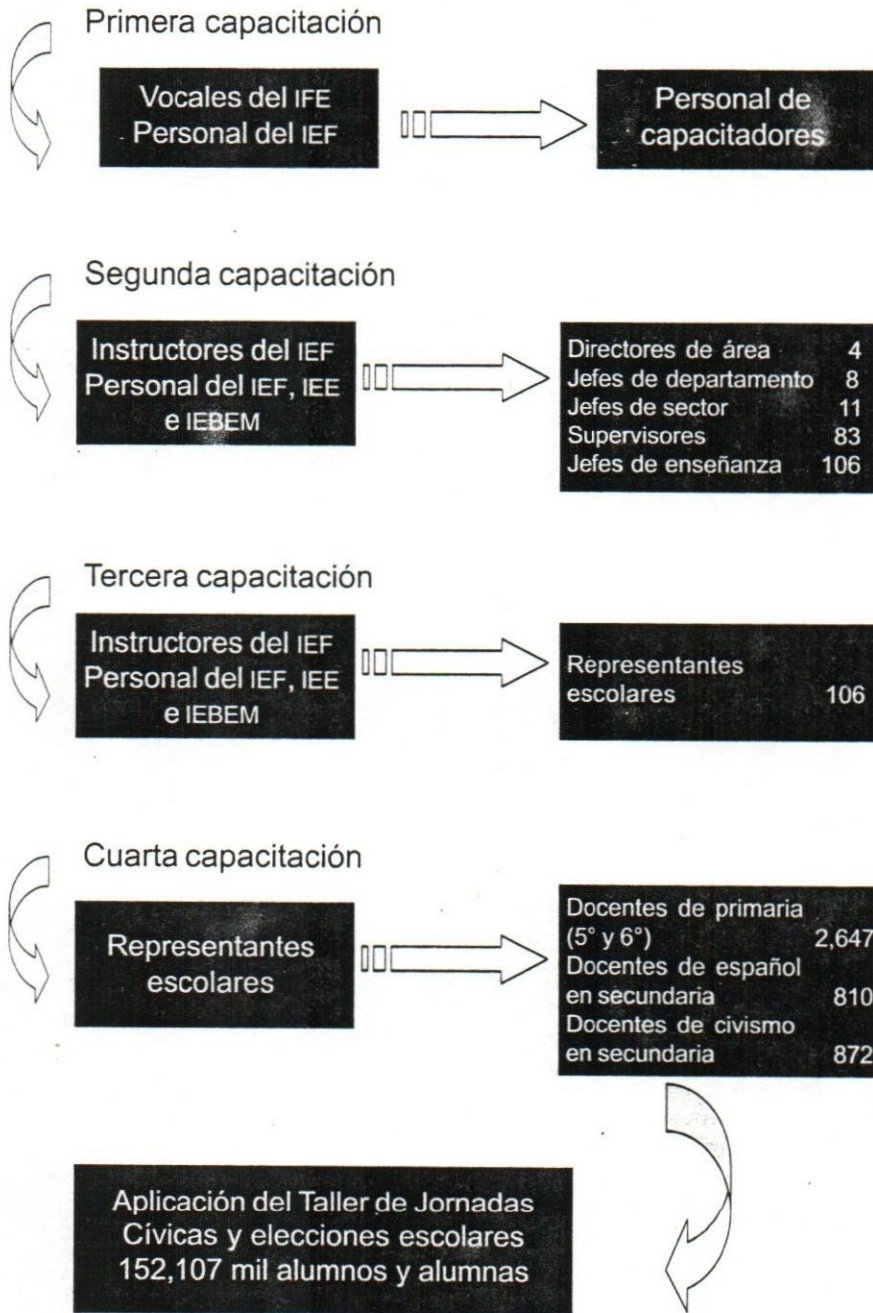 Primera capacitación
Vocales del IFE
Personal del IEF
Personal de
capacitadores
Segunda capacitación
Instructores del IEF
Personal del IEF, IEE
e IEBEM
Directores de área 4
Jefes de departamento 8
Jefes de sector 11
Supervisores 83
Jefes de enseñanza 106
Tercera capacitación
Instructores del IEF
Personal del IEF, IEE
e IEBEM
Representantes
escolares 106
Cuarta capacitación
Representantes
escolares
Docentes de primaria
(5° y 6°) 2,647
Docentes de español
en secundaria 810
Docentes de civismo
en secundaria 872
Aplicación del Taller de Jornadas
Cívicas y elecciones escolares
152,107 mil alumnos y alumnas